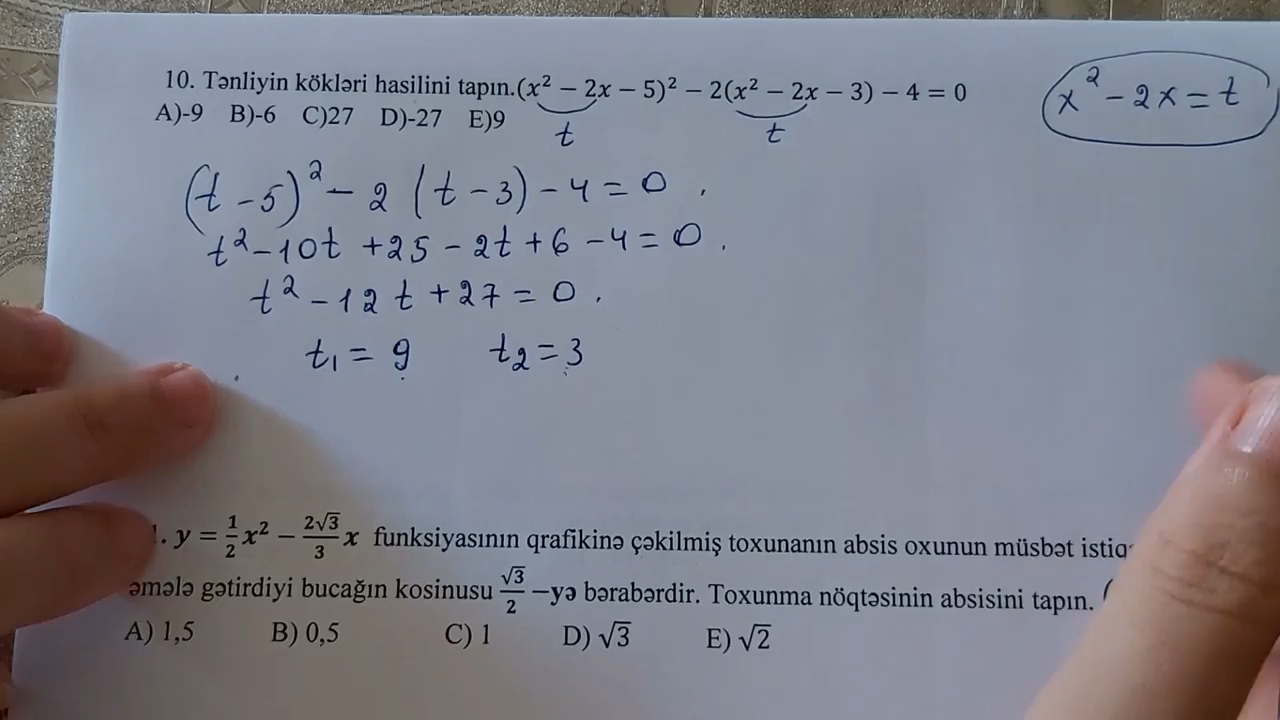 10. Tənliyin kökləri hasilini tapın.(x² − 2x − 5)² − 2(x² − 2x − 3) − 4 = 0
x² − 2x = t
A)-9 B)-6 C)27 D)-27 E)9
t t
(t − 5)² − 2 (t − 3) − 4 = 0 .
t² − 10t + 25 − 2t + 6 − 4 = 0 .
t² − 12t + 27 = 0 .
t₁ = 9 t₂ = 3
. y = 1/2 x² − 2√3/3 x funksiyasının qrafikinə çəkilmiş toxunanın absis oxunun müsbət
əmələ gətirdiyi bucağın kosinusu √3/2 −yə bərabərdir. Toxunma nöqtəsinin absisini tapın. (
A) 1,5 B) 0,5 C) 1 D) √3 E) √2